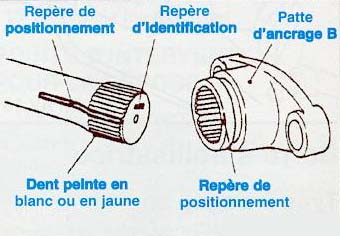 Repère de
positionnement
Repère
d'identification
Patte
d'ancrage B
Dent peinte en
blanc ou en jaune
Repère de
positionnement